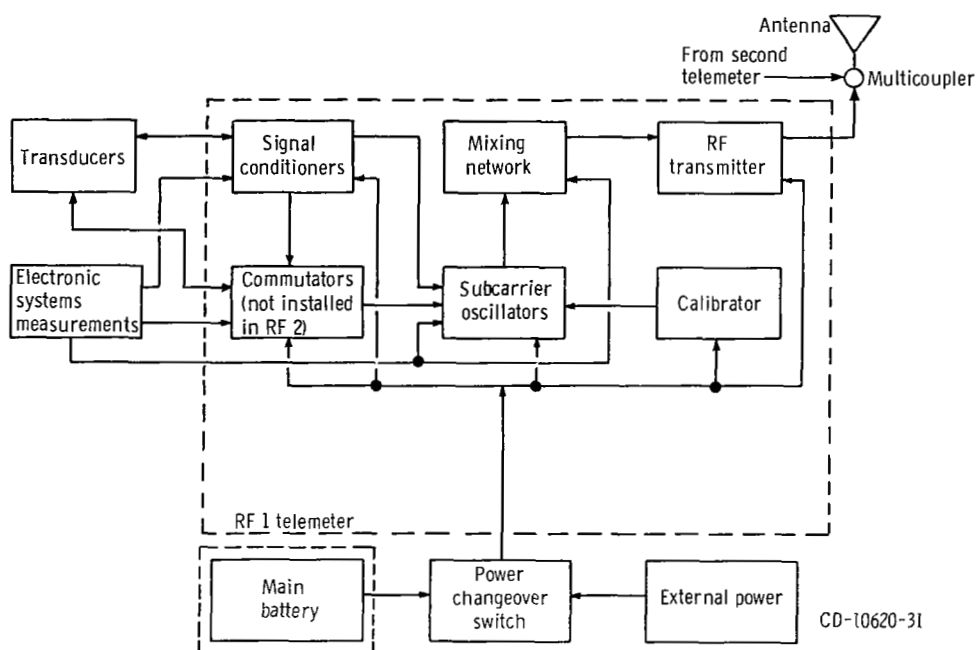 Antenna
From second
telemeter
Multicoupler
Transducers
Signal
conditioners
Mixing
network
RF
transmitter
Electronic
systems
measurements
Commutators
(not installed
in RF 2)
Subcarrier
oscillators
Calibrator
RF 1 telemeter
Main
battery
Power
changeover
switch
External power
CD-10620-31